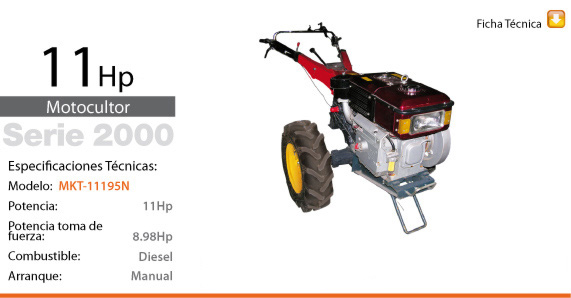 Ficha Técnica
11Hp
Motocultor
Serie 2000
Especificaciones Técnicas:
Modelo: MKT-11195N
Potencia: 11Hp
Potencia toma de
fuerza: 8.98Hp
Combustible: Diesel
Arranque: Manual